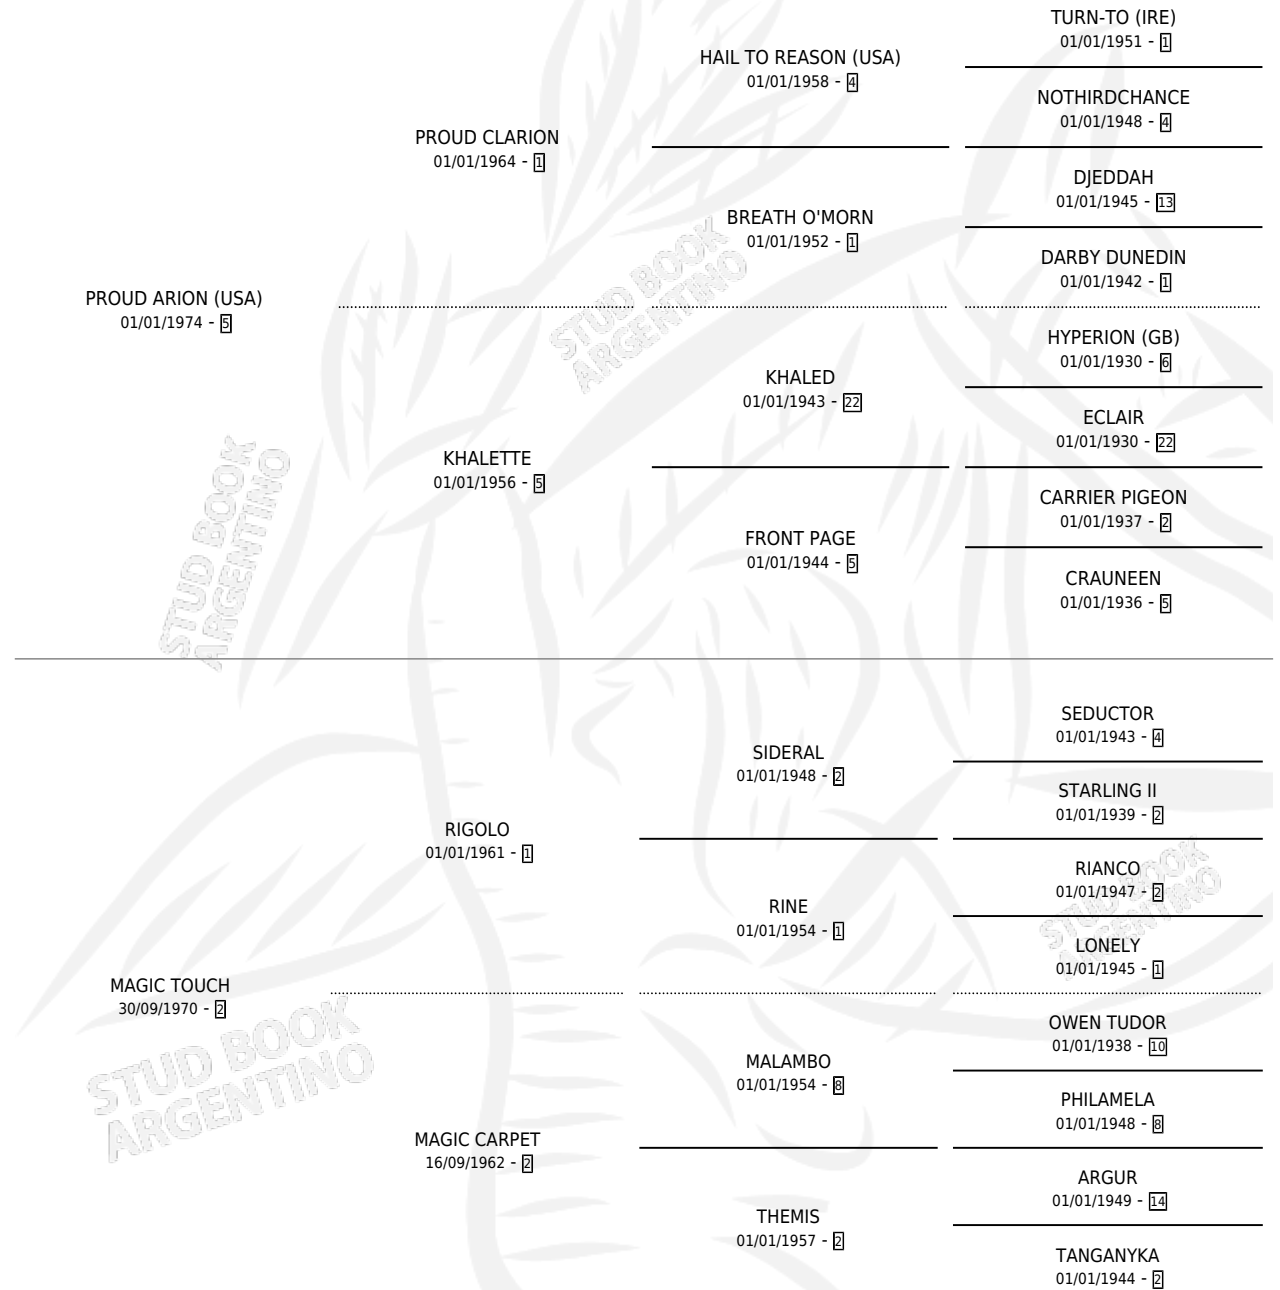 TURN-TO (IRE)
01/01/1951 - 1
HAIL TO REASON (USA)
01/01/1958 - 4
NOTHIRDCHANCE
01/01/1948 - 4
PROUD CLARION
01/01/1964 - 1
DJEDDAH
01/01/1945 - 13
BREATH O'MORN
01/01/1952 - 1
DARBY DUNEDIN
01/01/1942 - 1
PROUD ARION (USA)
01/01/1974 - 5
HYPERION (GB)
01/01/1930 - 6
KHALED
01/01/1943 - 22
ECLAIR
01/01/1930 - 22
KHALETTE
01/01/1956 - 5
CARRIER PIGEON
01/01/1937 - 2
FRONT PAGE
01/01/1944 - 5
CRAUNEEN
01/01/1936 - 5
SEDUCTOR
01/01/1943 - 4
SIDERAL
01/01/1948 - 2
STARLING II
01/01/1939 - 2
RIGOLO
01/01/1961 - 1
RIANCO
01/01/1947 - 2
RINE
01/01/1954 - 1
LONELY
01/01/1945 - 1
MAGIC TOUCH
30/09/1970 - 2
OWEN TUDOR
01/01/1938 - 10
MALAMBO
01/01/1954 - 8
PHILAMELA
01/01/1948 - 8
MAGIC CARPET
16/09/1962 - 2
ARGUR
01/01/1949 - 14
THEMIS
01/01/1957 - 2
TANGANYKA
01/01/1944 - 2
STUD BOOK
ARGENTINO
STUD BOOK
ARGENTINO
STUD BOOK
ARGENTINO
STUD BOOK
ARGENTINO